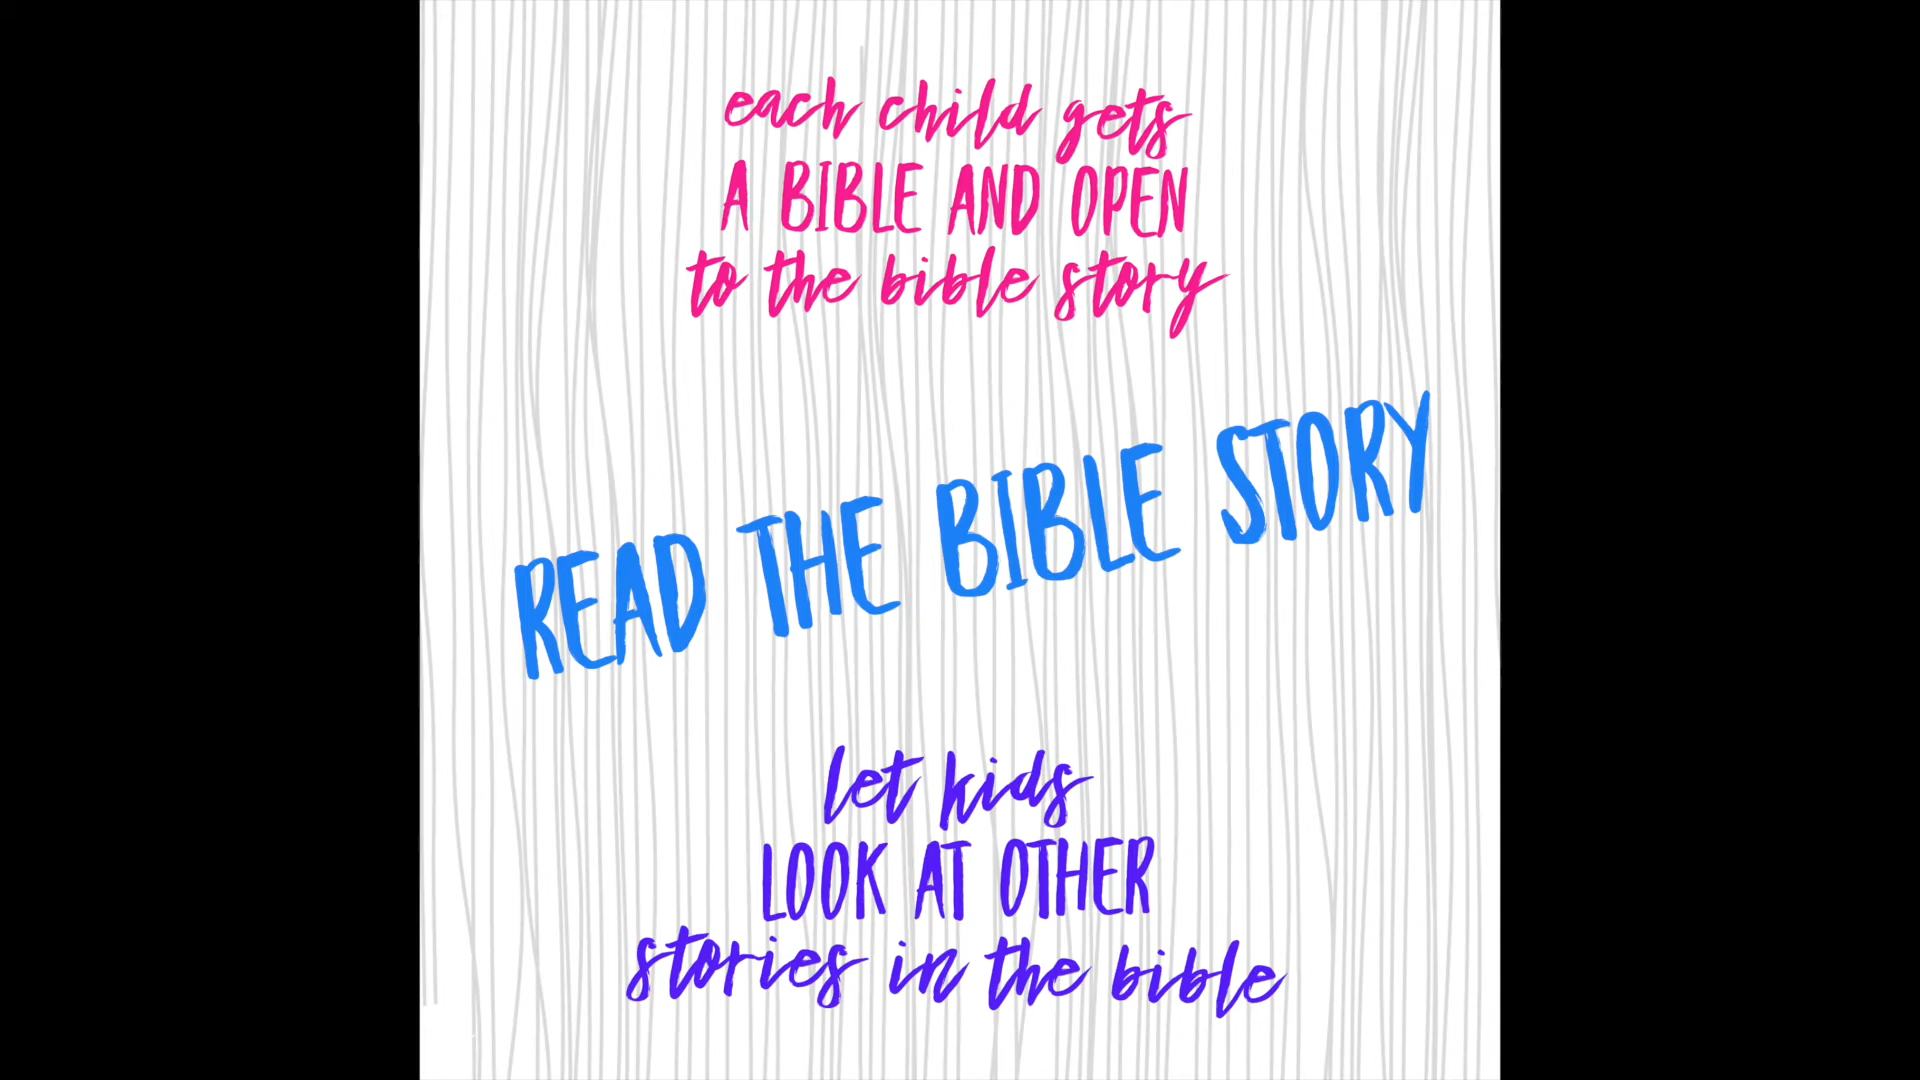 each child gets
A BIBLE AND OPEN
to the bible story
READ THE BIBLE STORY
let kids
LOOK AT OTHER
stories in the bible